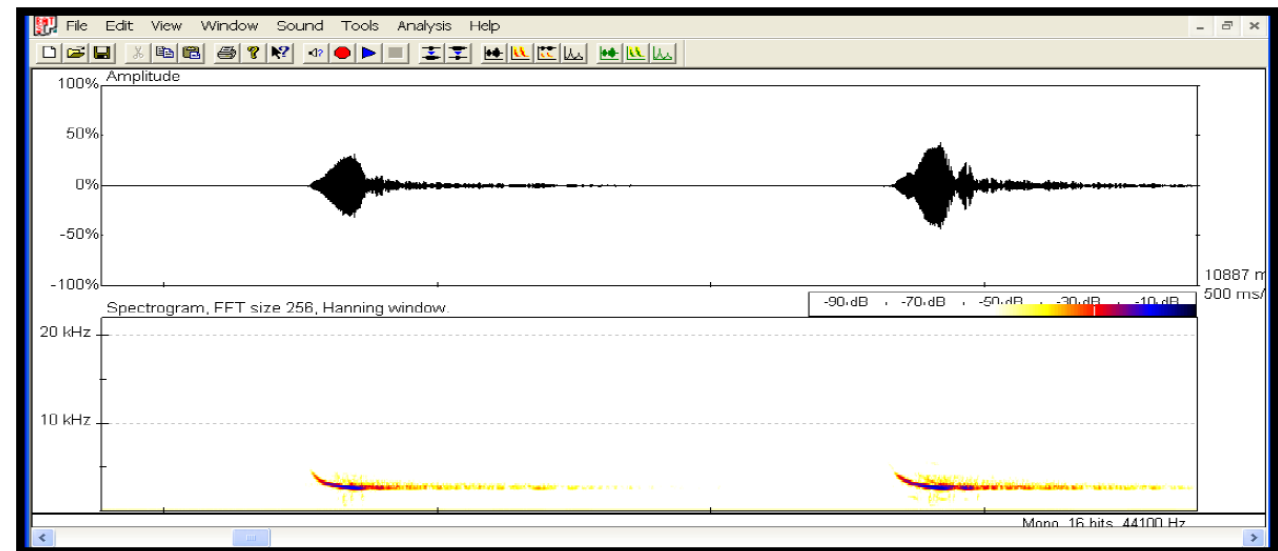 File Edit View Window Sound Tools Analysis Help
Amplitude
100%
50%
0%
-50%
-100%
10887 m
500 ms/
Spectrogram, FFT size 256, Hanning window.
-90 dB -70 dB -50 dB -30 dB -10 dB
20 kHz
10 kHz
Mono, 16 bits, 44100 Hz